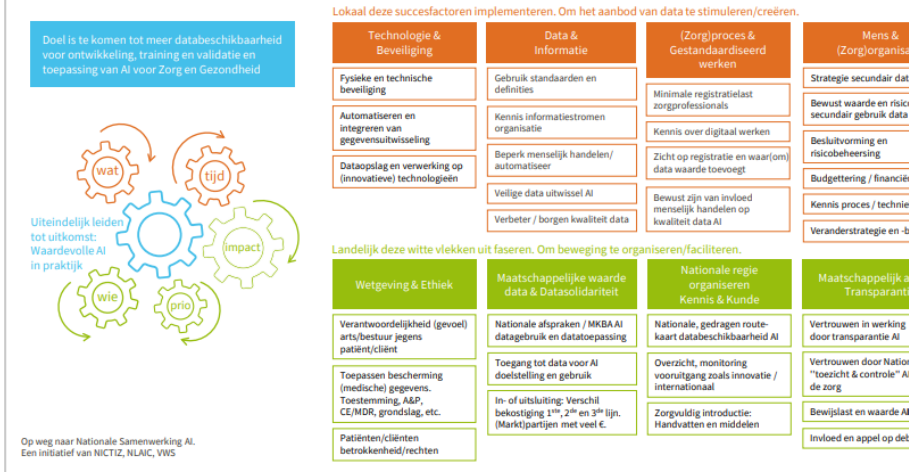 Doel is te komen tot meer databeschikbaarheid
voor ontwikkeling, training en validatie en
toepassing van AI voor Zorg en Gezondheid
wat
tijd
Uiteindelijk leiden
tot uitkomst:
Waardevolle AI
in praktijk
impact
wie
prio
Op weg naar Nationale Samenwerking AI.
Een initiatief van NICTIZ, NLAIC, VWS
Lokaal deze succesfactoren implementeren. Om het aanbod van data te stimuleren/creëren.
Technologie &
Beveiliging
Fysieke en technische
beveiliging
Automatiseren en
integreren van
gegevensuitwisseling
Dataopslag en verwerking op
(innovatieve) technologieën
Data &
Informatie
Gebruik standaarden en
definities
Kennis informatiestromen
organisatie
Beperk menselijk handelen/
automatiseer
Veilige data uitwissel AI
Verbeter / borgen kwaliteit data
(Zorg)proces &
Gestandaardiseerd
werken
Minimale registratielast
zorgprofessionals
Kennis over digitaal werken
Zicht op registratie en waar(om)
data waarde toevoegt
Bewust zijn van invloed
menselijk handelen op
kwaliteit data AI
Mens &
(Zorg)organisa
Strategie secundair dat
Bewust waarde en risico
secundair gebruik data
Besluitvorming en
risicobeheersing
Budgettering / financië
Kennis proces / technie
Veranderstrategie en -b
Landelijk deze witte vlekken uit faseren. Om beweging te organiseren/faciliteren.
Wetgeving & Ethiek
Verantwoordelijkheid (gevoel)
arts/bestuur jegens
patiënt/cliënt
Toepassen bescherming
(medische) gegevens.
Toestemming, A&P,
CE/MDR, grondslag, etc.
Patiënten/cliënten
betrokkenheid/rechten
Maatschappelijke waarde
data & Datasolidariteit
Nationale afspraken / MKBA AI
datagebruik en datatoepassing
Toegang tot data voor AI
doelstelling en gebruik
In- of uitsluiting: Verschil
bekostiging 1ste, 2de en 3de lijn.
(Markt)partijen met veel €.
Nationale regie
organiseren
Kennis & Kunde
Nationale, gedragen route-
kaart databeschikbaarheid AI
Overzicht, monitoring
vooruitgang zoals innovatie /
internationaal
Zorgvuldig introductie:
Handvatten en middelen
Maatschappelijk a
Transparanti
Vertrouwen in werking
door transparantie AI
Vertrouwen door Nation
"toezicht & controle" AI
de zorg
Bewijslast en waarde AI
Invloed en appel op deb